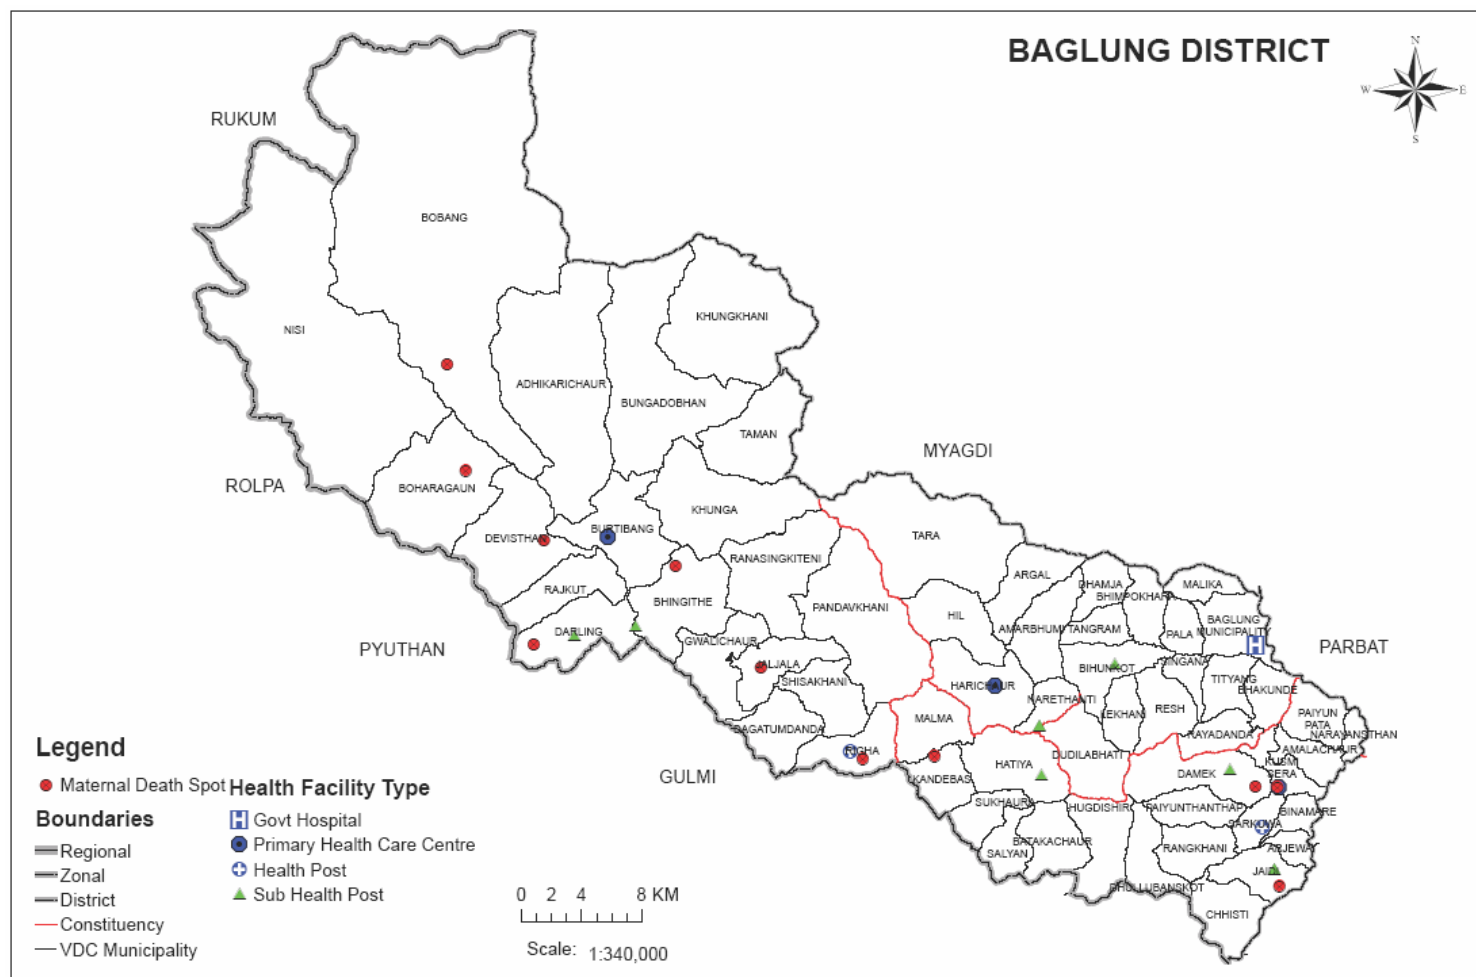 BAGLUNG DISTRICT
N
W
E
S
RUKUM
BOBANG
KHUNGKHANI
NISI
ADHIKARICHAUR
BUNGADOBHAN
TAMAN
MYAGDI
ROLPA
BOHARAGAUN
KHUNGA
DEVISTHAN
BURTIBANG
TARA
RANASINGKITENI
ARGAL
DHAMJA
MALIKA
RAJKUT
BHINGITHE
PANDAVKHANI
HIL
BHIMPOKHARA
BAGLUNG
MUNICIPALITY
AMARBHUMI
TANGRAM
PALA
DARLING
GWALICHAUR
PYUTHAN
PARBAT
JALJALA
BIHUNKOT
SINGANA
SHISAKHANI
HARICHAUR
TITYANG
BHAKUNDE
NARETHANTI
LEKHANI
RESH
MALMA
PAIYUN
PATA
DAGATUMDANDA
RAYADANDA
NARAYANSTHAN
RIGHA
DUDILABHATI
AMALACHAUR
GULMI
HATIYA
KUSMI
SERA
KANDEBAS
DAMEK
SUKHAURA
HUGDISHIR
PAIYUNTHANTHAP
BINAMARE
SARKUWA
BATAKACHAUR
SALYAN
RANGKHANI
ARJEWA
JAIDI
DHULLUBANSKOT
CHHISTI
Legend
Maternal Death Spot
Boundaries
Regional
Zonal
District
Constituency
VDC Municipality
Health Facility Type
H Govt Hospital
Primary Health Care Centre
Health Post
Sub Health Post
H
0 2 4 8 KM
Scale: 1:340,000